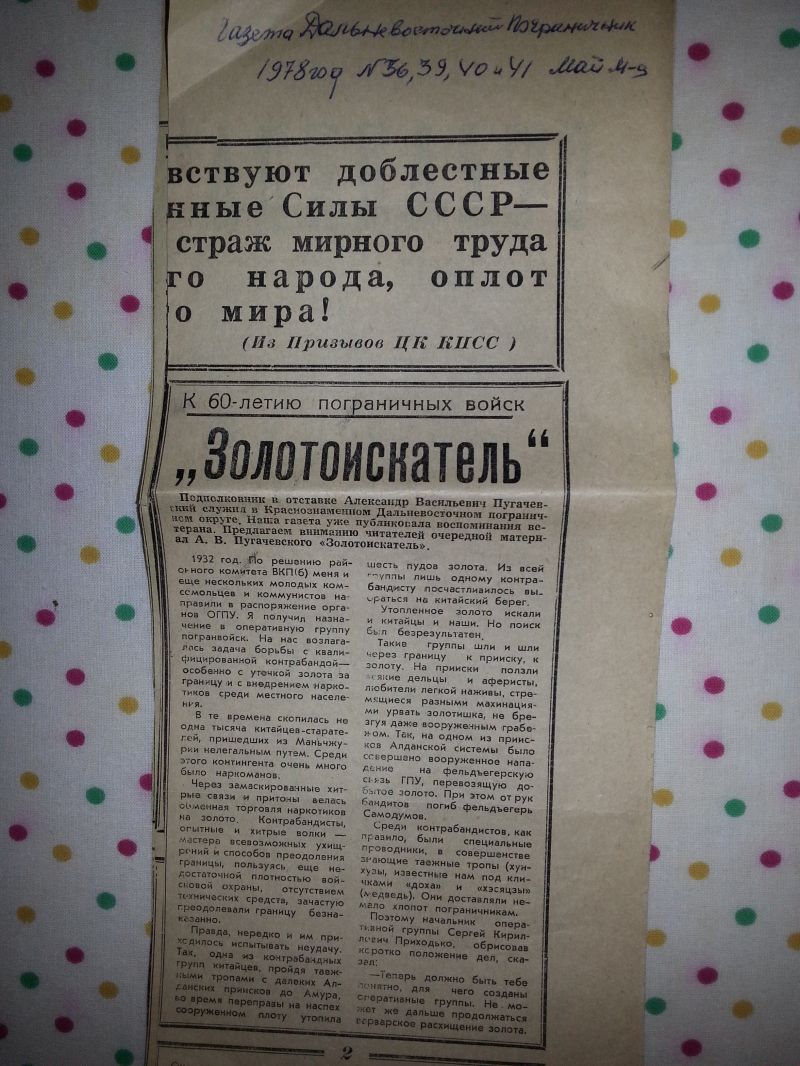 Газета Дальневосточный Пограничник
1978 год N 36, 39, 40 и 41 Май м-ц
вствуют доблестные
нные Силы СССР—
страж мирного труда
го народа, оплот
о мира!
(Из Призывов ЦК КПСС)
К 60-летию пограничных войск
„Золотоискатель“
Подполковник в отставке Александр Васильевич Пугачев-
ский служил в Краснознаменном Дальневосточном погранич-
ном округе. Наша газета уже публиковала воспоминания ве-
терана. Предлагаем вниманию читателей очередной матери-
ал А. В. Пугачевского «Золотоискатель».
1932 год. По решению рай-
онного комитета ВКП(б) меня и
еще нескольких молодых ком-
сомольцев и коммунистов на-
правили в распоряжение орга-
нов ОГПУ. Я получил назна-
чение в оперативную группу
погранвойск. На нас возлага-
лась задача борьбы с квали-
фицированной контрабандой—
особенно с утечкой золота за
границу и с внедрением нарко-
тиков среди местного населе-
ния.
В те времена скопилась не
одна тысяча китайцев-старате-
лей, пришедших из Маньчжу-
рии нелегальным путем. Среди
этого контингента очень много
было наркоманов.
Через замаскированные хит-
рые связи и притоны велась
обменная торговля наркотиков
на золото. Контрабандисты,
опытные и хитрые волки —
мастера всевозможных ухищ-
рений и способов преодоления
границы, пользуясь еще не-
достаточной плотностью вой-
сковой охраны, отсутствием
технических средств, зачастую
преодолевали границу безна-
казанно.
Правда, нередко и им при-
ходилось испытывать неудачу.
Так, одна из контрабандных
групп китайцев, пройдя таеж-
ными тропами с далеких Ал-
данских приисков до Амура,
во время переправы на наспех
сооруженном плоту утопила
шесть пудов золота. Из всей
группы лишь одному контра-
бандисту посчастливилось вы-
браться на китайский берег.
Утопленное золото искали
и китайцы и наши. Но поиск
был безрезультатен.
Такие группы шли и шли
через границу к прииску, к
золоту. На прииски ползли
всякие дельцы и аферисты,
любители легкой наживы, стре-
мящиеся разными махинация-
ми урвать золотишка, не бре-
згуя даже вооруженным грабе-
жом. Так, на одном из приис-
ков Алданской системы было
совершено вооруженное напа-
дение на фельдъегерскую
связь ГПУ, перевозящую до-
бытое золото. При этом от рук
бандитов погиб фельдъегерь
Самодумов.
Среди контрабандистов, как
правило, были специальные
проводники, в совершенстве
знающие таежные тропы (хун-
хузы, известные нам под кли-
чками «доха» и «хэсяцзы»
(медведь). Они доставляли не-
мало хлопот пограничникам.
Поэтому начальник опера-
тивной группы Сергей Кирил-
лович Приходько, обрисовав
коротко положение дел, ска-
зал:
—Теперь должно быть тебе
понятно, для чего созданы
оперативные группы. Не мо-
жет же дальше продолжаться
варварское расхищение золота.
2